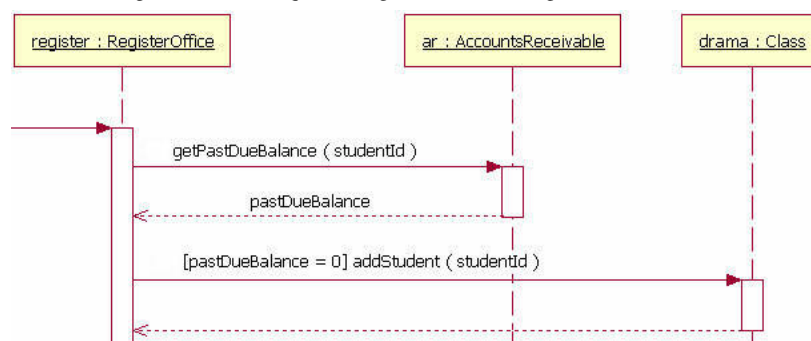 register : RegisterOffice
ar : AccountsReceivable
drama : Class
getPastDueBalance ( studentId )
pastDueBalance
[pastDueBalance = 0] addStudent ( studentId )